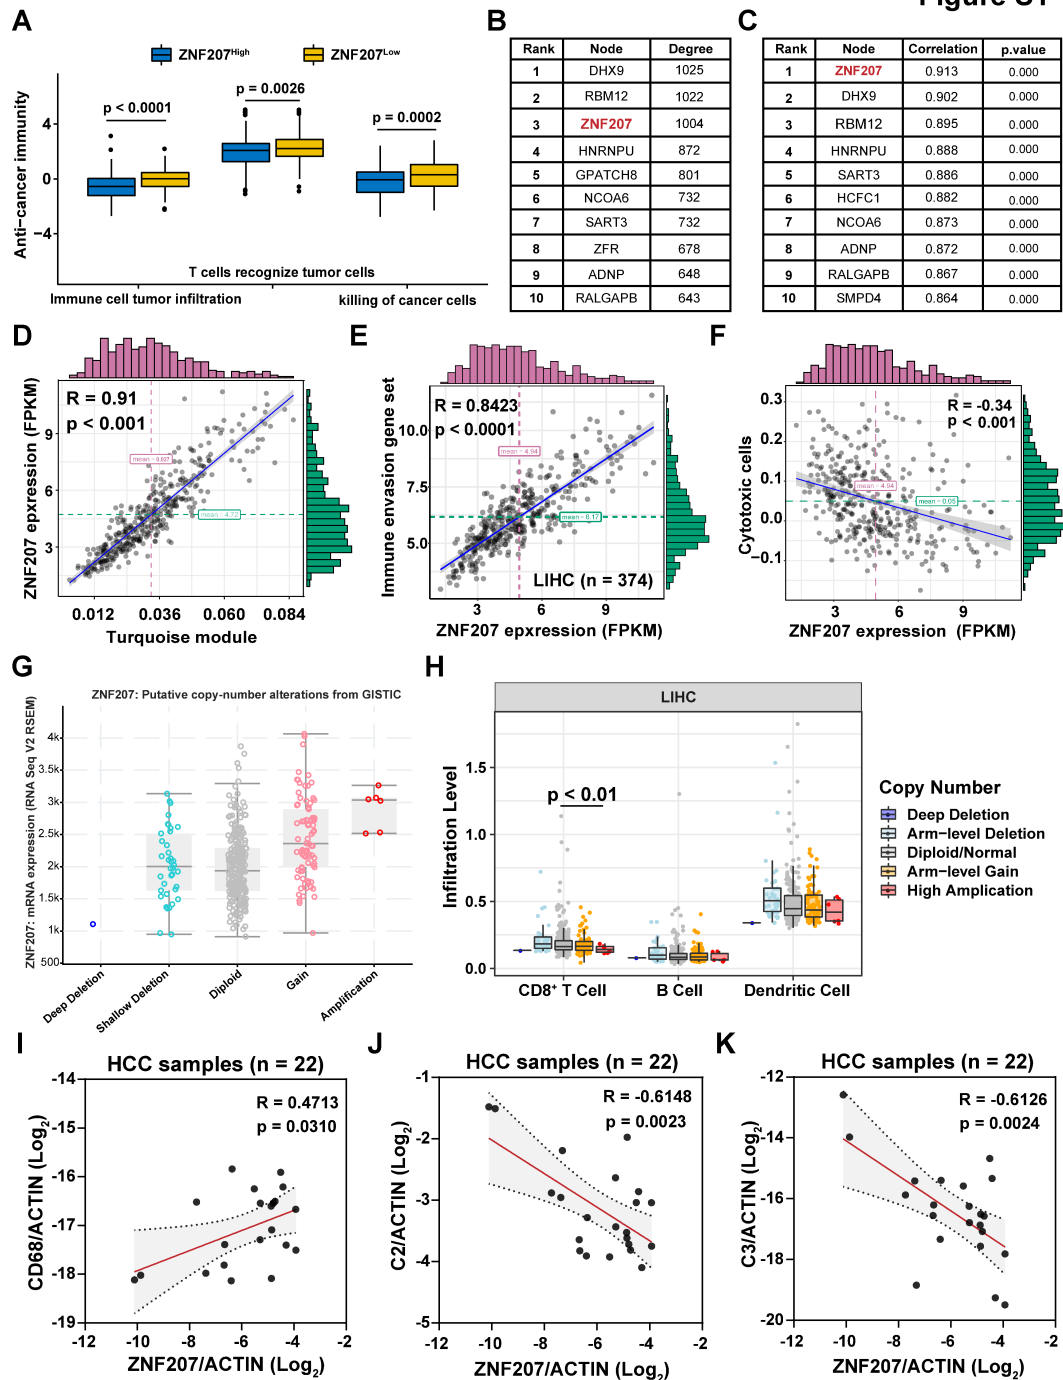 A
ZNF207High
ZNF207Low
Anti-cancer immunity
4
0
-4
p < 0.0001
p = 0.0026
p = 0.0002
T cells recognize tumor cells
Immune cell tumor infiltration
killing of cancer cells
B
Rank Node Degree
1 DHX9 1025
2 RBM12 1022
3 ZNF207 1004
4 HNRNPU 872
5 GPATCH8 801
6 NCOA6 732
7 SART3 732
8 ZFR 678
9 ADNP 648
10 RALGAPB 643
C
Rank Node Correlation p.value
1 ZNF207 0.913 0.000
2 DHX9 0.902 0.000
3 RBM12 0.895 0.000
4 HNRNPU 0.888 0.000
5 SART3 0.886 0.000
6 HCFC1 0.882 0.000
7 NCOA6 0.873 0.000
8 ADNP 0.872 0.000
9 RALGAPB 0.867 0.000
10 SMPD4 0.864 0.000
D
ZNF207 epxression (FPKM)
R = 0.91
p < 0.001
mean = 4.72
9
6
3
0.012 0.036 0.060 0.084
Turquoise module
E
Immune envasion gene set
R = 0.8423
p < 0.0001
mean = 4.94
mean = 6.17
LIHC (n = 374)
10.0
7.5
5.0
3 6 9
ZNF207 epxression (FPKM)
F
Cytotoxic cells
R = -0.34
p < 0.001
mean = 4.94
mean = 0.05
0.3
0.2
0.1
0.0
-0.1
3 6 9
ZNF207 expression (FPKM)
G
ZNF207: Putative copy-number alterations from GISTIC
ZNF207: mRNA expression (RNA Seq V2 RSEM)
4k
3.5k
3k
2.5k
2k
1.5k
1k
500
Deep Deletion
Shallow Deletion
Diploid
Gain
Amplification
H
LIHC
Infiltration Level
1.5
1.0
0.5
0.0
p < 0.01
CD8+ T Cell
B Cell
Dendritic Cell
Copy Number
Deep Deletion
Arm-level Deletion
Diploid/Normal
Arm-level Gain
High Amplication
I
HCC samples (n = 22)
R = 0.4713
p = 0.0310
CD68/ACTIN (Log2)
-14
-15
-16
-17
-18
-19
-12 -10 -8 -6 -4 -2
ZNF207/ACTIN (Log2)
J
HCC samples (n = 22)
R = -0.6148
p = 0.0023
C2/ACTIN (Log2)
-1
-2
-3
-4
-5
-12 -10 -8 -6 -4 -2
ZNF207/ACTIN (Log2)
K
HCC samples (n = 22)
R = -0.6126
p = 0.0024
C3/ACTIN (Log2)
-12
-14
-16
-18
-20
-12 -10 -8 -6 -4 -2
ZNF207/ACTIN (Log2)